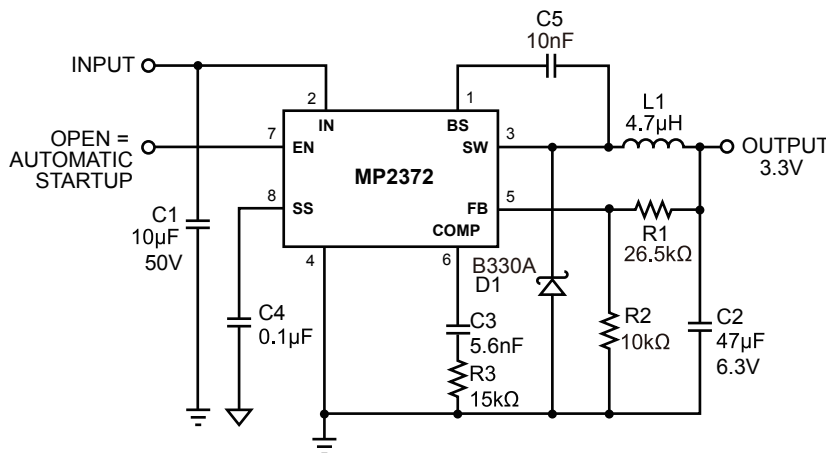 C5
10nF
INPUT
2
1
IN
BS
L1
4.7µH
OPEN =
AUTOMATIC
STARTUP
7
EN
SW
3
OUTPUT
3.3V
MP2372
8
SS
FB
5
COMP
R1
26.5kΩ
C1
10µF
50V
4
6
B330A
D1
C4
0.1µF
C3
5.6nF
R2
10kΩ
C2
47µF
6.3V
R3
15kΩ